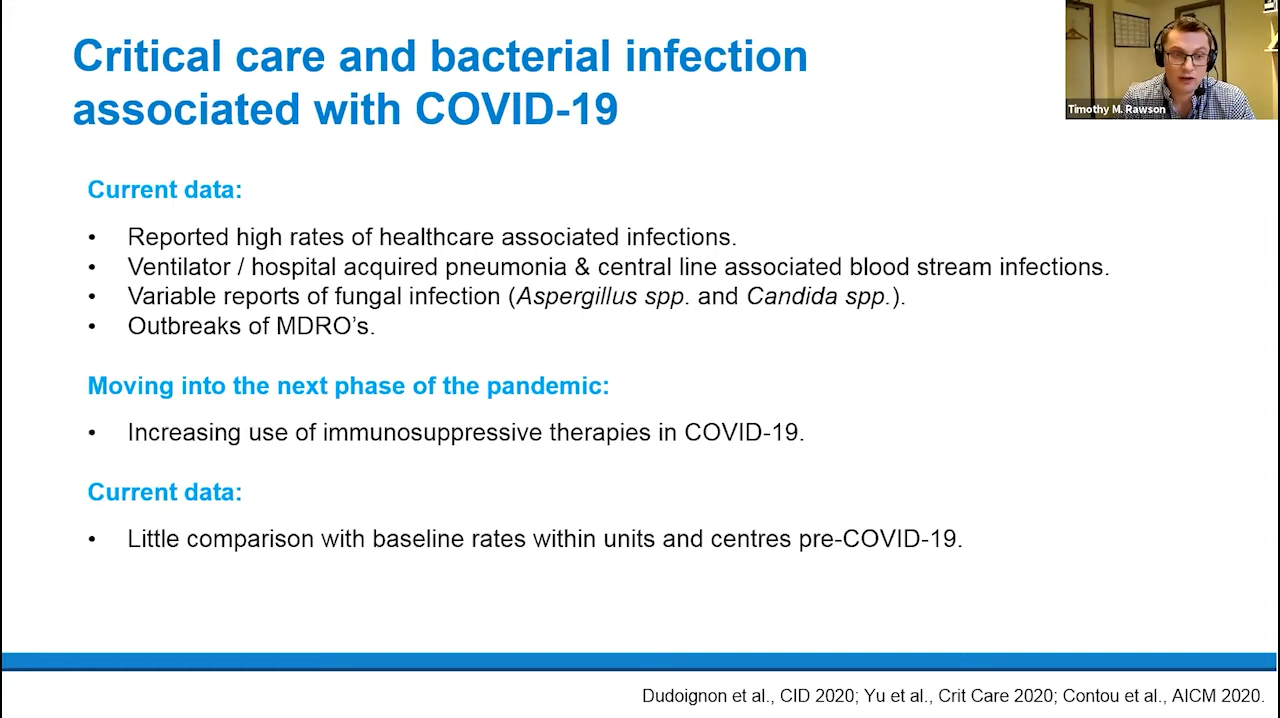 Critical care and bacterial infection
associated with COVID-19
Timothy M. Rawson
Current data:
• Reported high rates of healthcare associated infections.
• Ventilator / hospital acquired pneumonia & central line associated blood stream infections.
• Variable reports of fungal infection (Aspergillus spp. and Candida spp.).
• Outbreaks of MDRO's.
Moving into the next phase of the pandemic:
• Increasing use of immunosuppressive therapies in COVID-19.
Current data:
• Little comparison with baseline rates within units and centres pre-COVID-19.
Dudoignon et al., CID 2020; Yu et al., Crit Care 2020; Contou et al., AICM 2020.